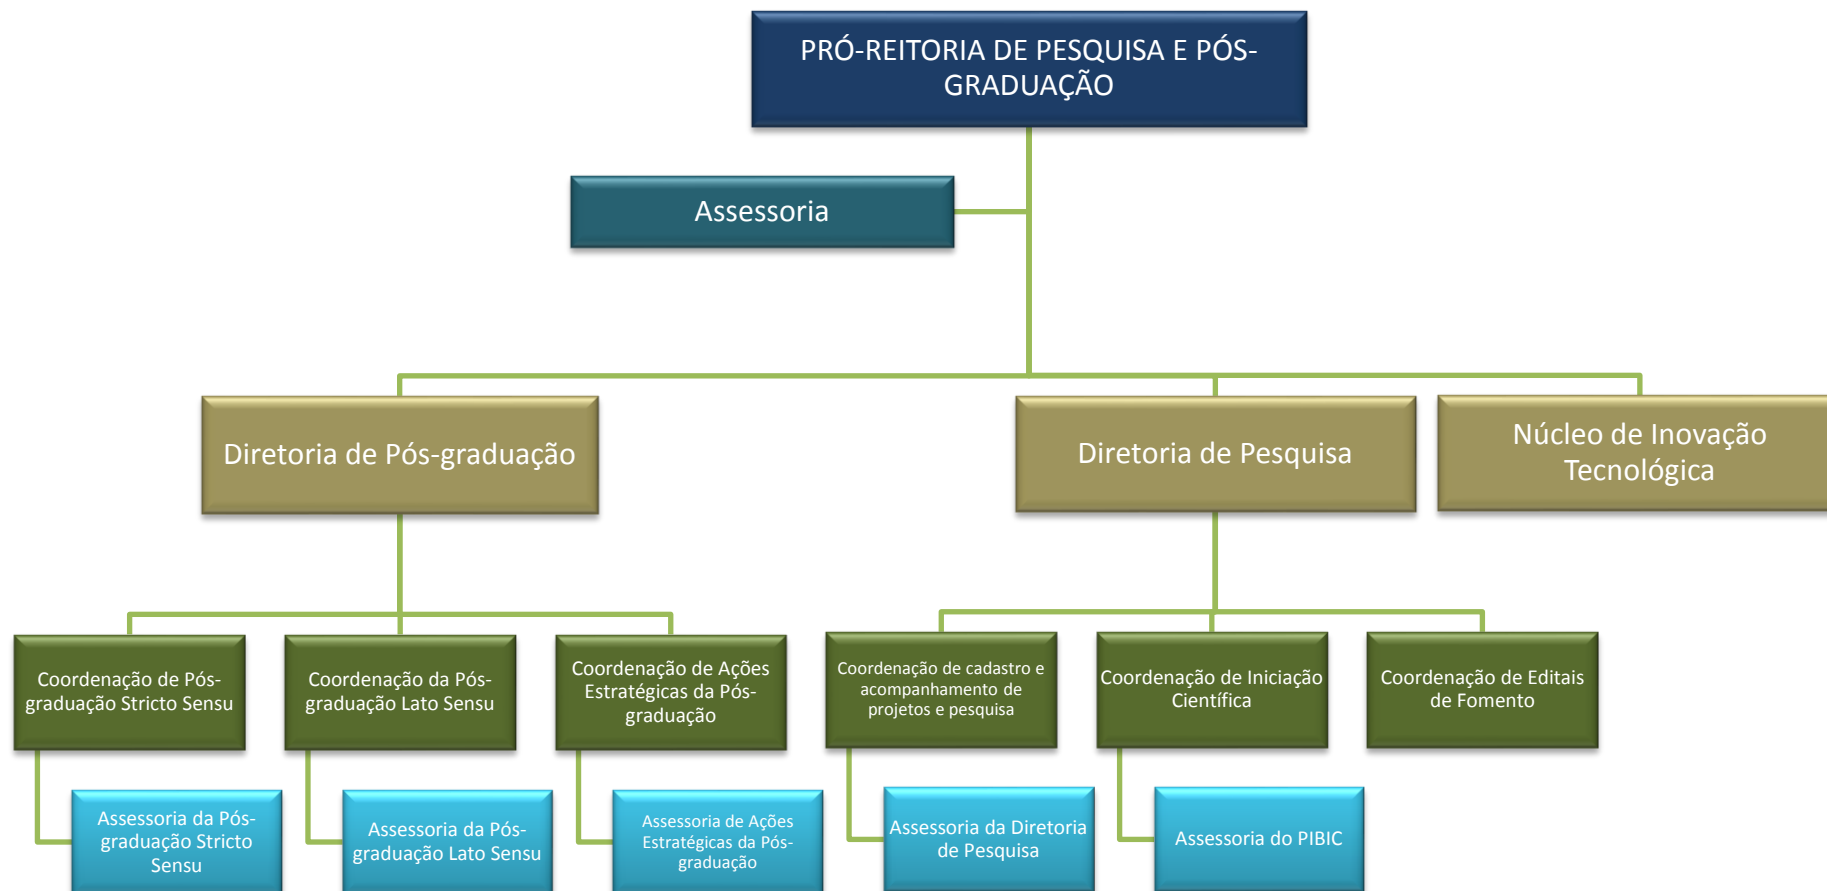 PRÓ-REITORIA DE PESQUISA E PÓS-
GRADUAÇÃO
Assessoria
Diretoria de Pós-graduação
Diretoria de Pesquisa
Núcleo de Inovação
Tecnológica
Coordenação de Pós-
graduação Stricto Sensu
Coordenação da Pós-
graduação Lato Sensu
Coordenação de Ações
Estratégicas da Pós-
graduação
Coordenação de cadastro e
acompanhamento de
projetos e pesquisa
Coordenação de Iniciação
Científica
Coordenação de Editais
de Fomento
Assessoria da Pós-
graduação Stricto
Sensu
Assessoria da Pós-
graduação Lato Sensu
Assessoria de Ações
Estratégicas da Pós-
graduação
Assessoria da Diretoria
de Pesquisa
Assessoria do PIBIC